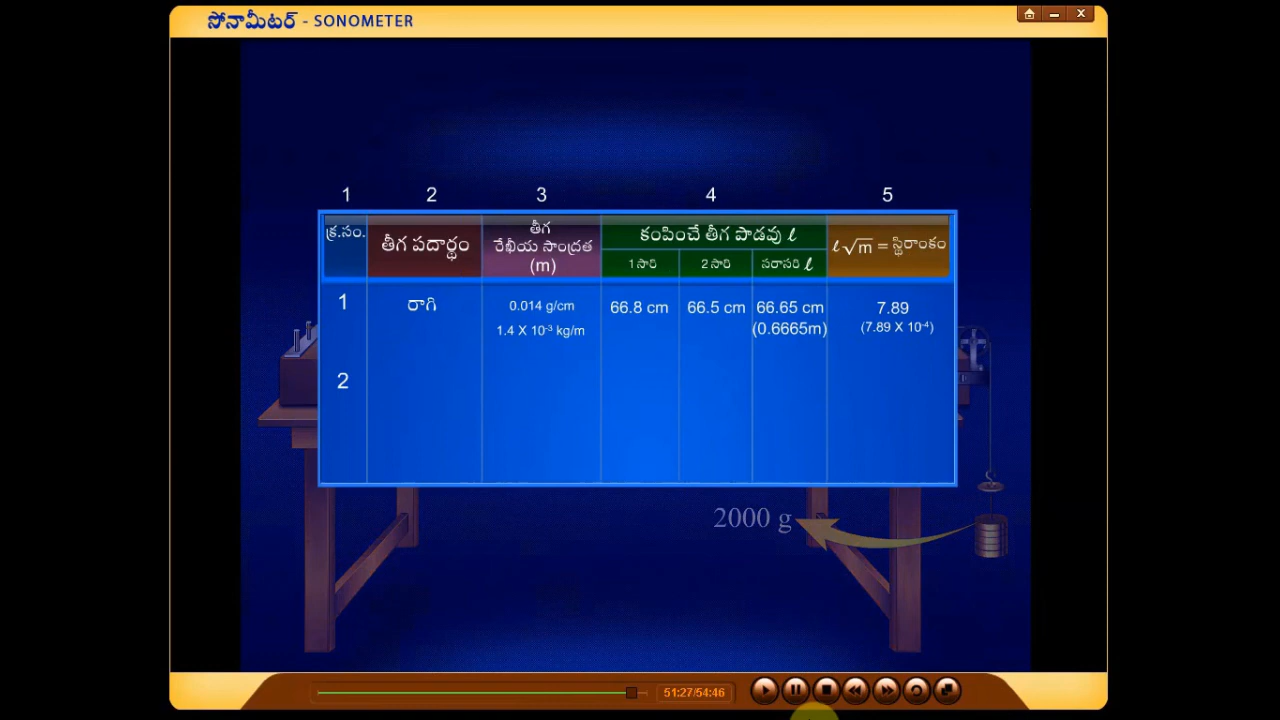 సోనామీటర్ - SONOMETER
1 2 3 4 5
క్ర.సం.
తీగ పదార్థం
తీగ
రేఖీయ సాంద్రత
(m)
కంపించే తీగ పొడవు ℓ
1 సారి 2 సారి సరాసరి ℓ
ℓ√m = స్థిరాంకం
1 రాగి 0.014 g/cm 66.8 cm 66.5 cm 66.65 cm 7.89
1.4 X 10⁻³ kg/m (0.6665m) (7.89 X 10⁻⁴)
2
2000 g
51:27/54:46